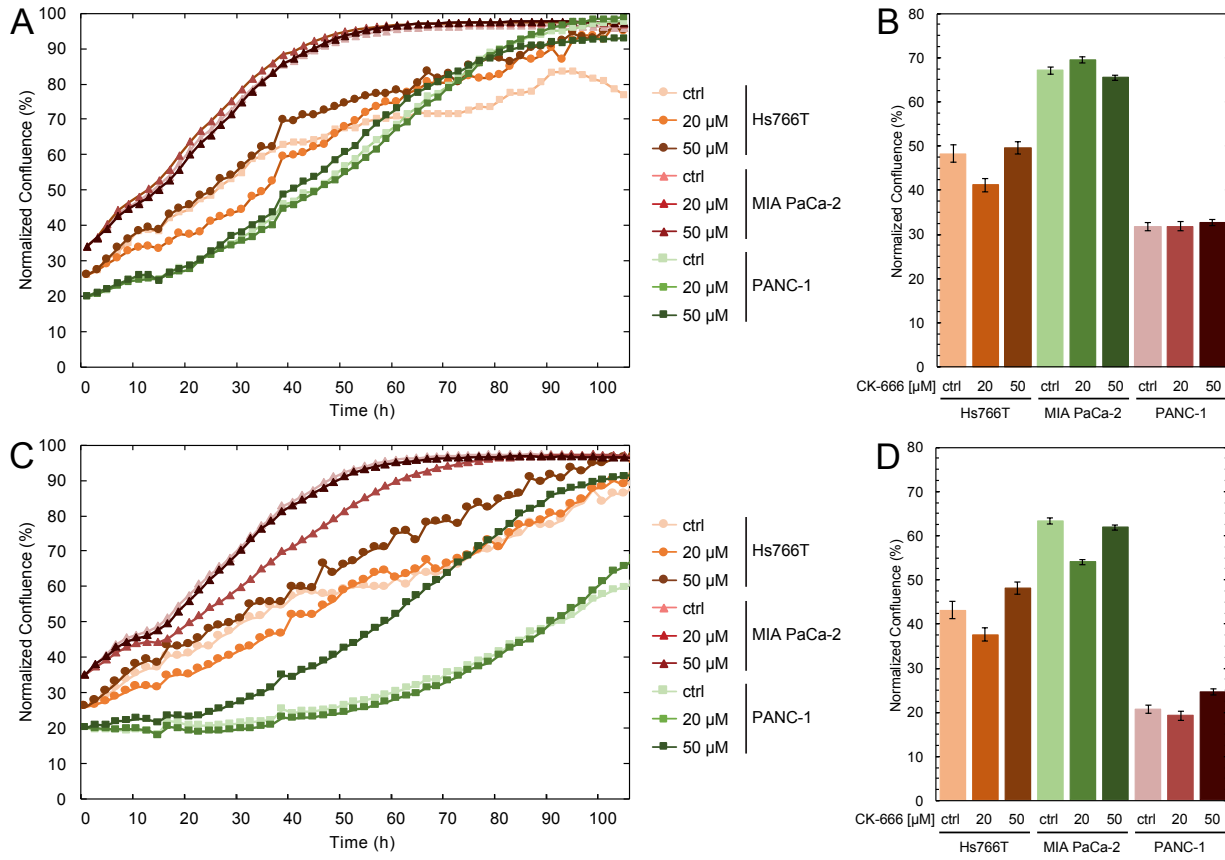 A
Normalized Confluence (%)
100
90
80
70
60
50
40
30
20
10
0
0 10 20 30 40 50 60 70 80 90 100
Time (h)
ctrl
20 µM
50 µM
Hs766T
ctrl
20 µM
50 µM
MIA PaCa-2
ctrl
20 µM
50 µM
PANC-1
B
Normalized Confluence (%)
80
70
60
50
40
30
20
10
0
CK-666 [µM] ctrl 20 50 ctrl 20 50 ctrl 20 50
Hs766T MIA PaCa-2 PANC-1
C
Normalized Confluence (%)
100
90
80
70
60
50
40
30
20
10
0
0 10 20 30 40 50 60 70 80 90 100
Time (h)
ctrl
20 µM
50 µM
Hs766T
ctrl
20 µM
50 µM
MIA PaCa-2
ctrl
20 µM
50 µM
PANC-1
D
Normalized Confluence (%)
80
70
60
50
40
30
20
10
0
CK-666 [µM] ctrl 20 50 ctrl 20 50 ctrl 20 50
Hs766T MIA PaCa-2 PANC-1